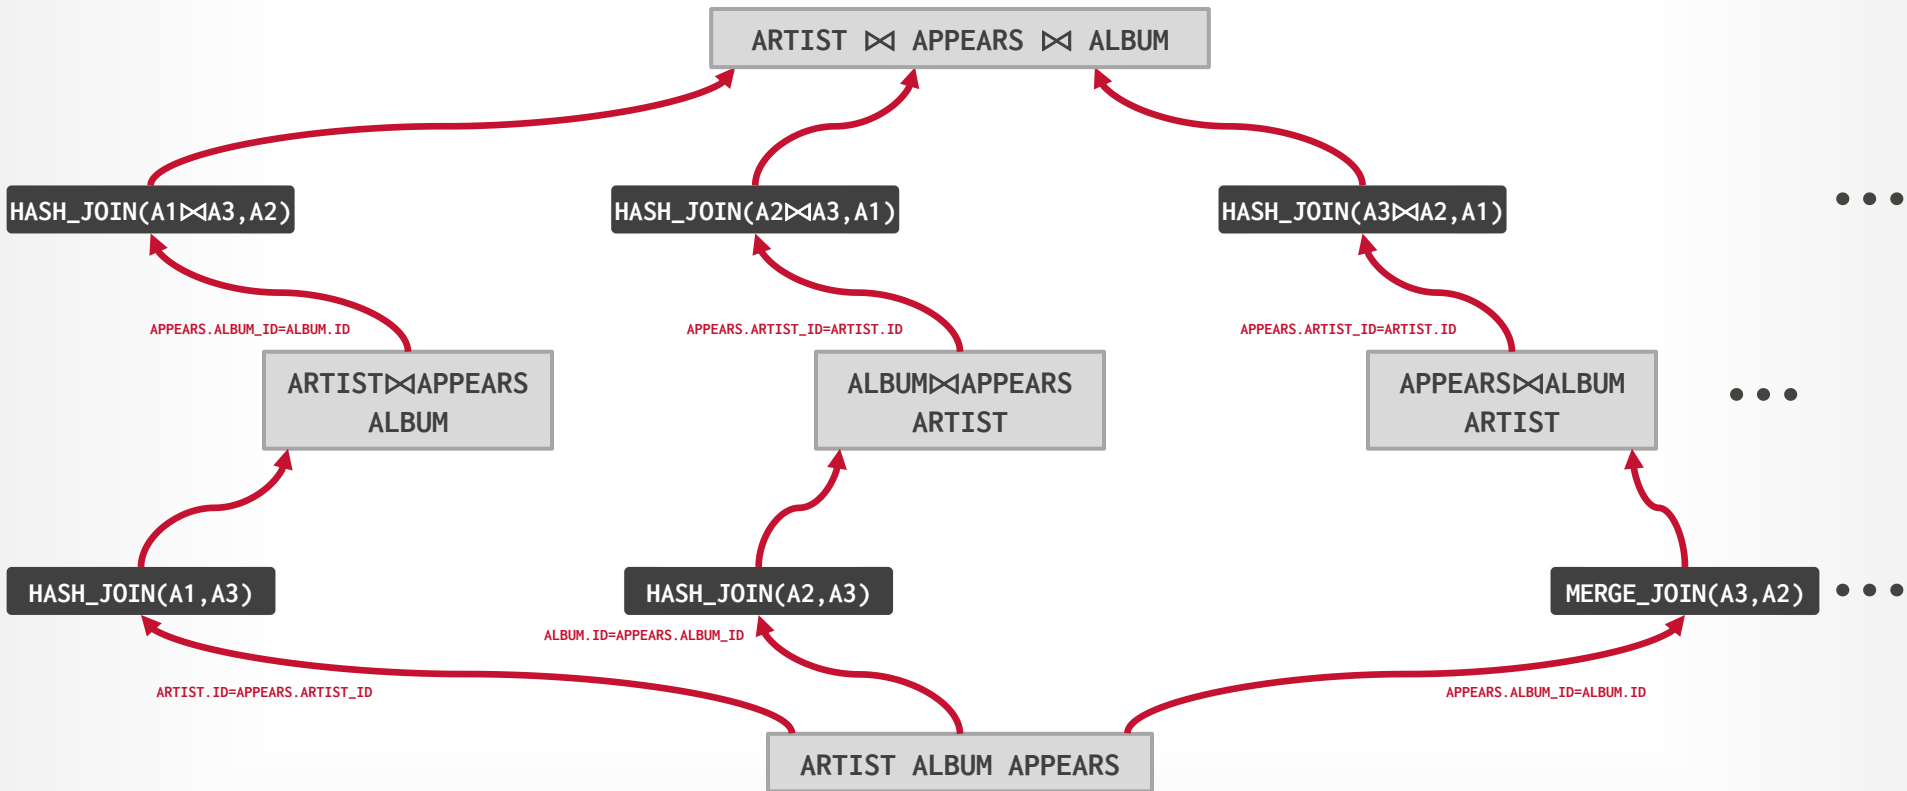 ARTIST ⋈ APPEARS ⋈ ALBUM
HASH_JOIN(A1⋈A3,A2)
HASH_JOIN(A2⋈A3,A1)
HASH_JOIN(A3⋈A2,A1)
•••
APPEARS.ALBUM_ID=ALBUM.ID
APPEARS.ARTIST_ID=ARTIST.ID
APPEARS.ARTIST_ID=ARTIST.ID
ARTIST⋈APPEARS
ALBUM
ALBUM⋈APPEARS
ARTIST
APPEARS⋈ALBUM
ARTIST
•••
HASH_JOIN(A1,A3)
HASH_JOIN(A2,A3)
MERGE_JOIN(A3,A2)
•••
ALBUM.ID=APPEARS.ALBUM_ID
ARTIST.ID=APPEARS.ARTIST_ID
APPEARS.ALBUM_ID=ALBUM.ID
ARTIST ALBUM APPEARS